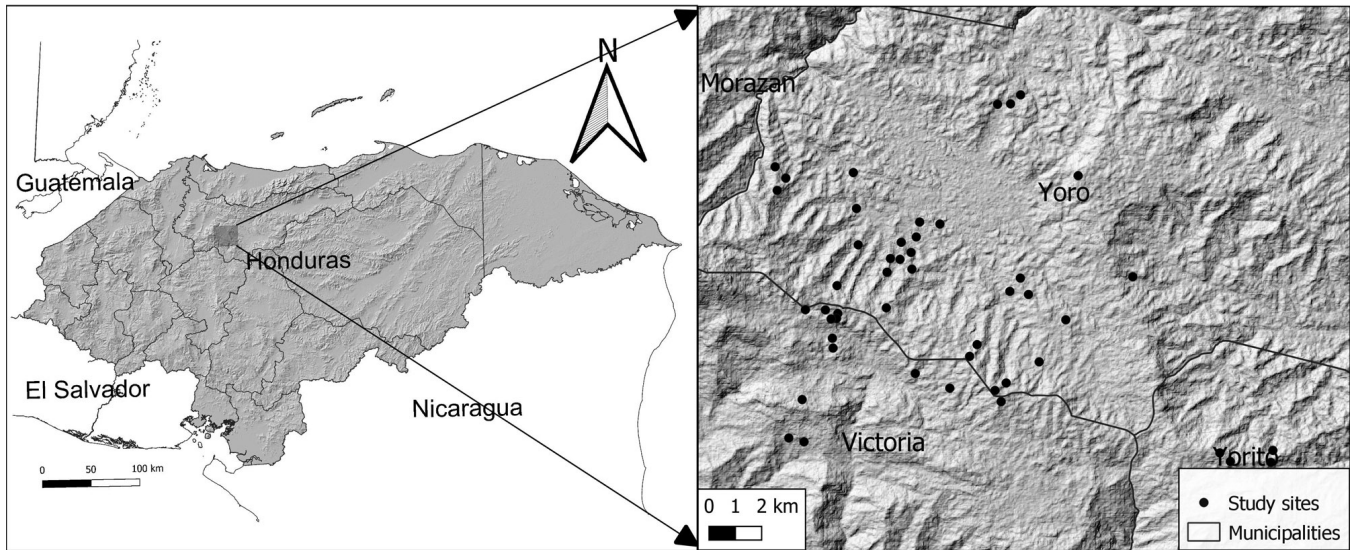 N
Guatemala
Honduras
El Salvador
Nicaragua
0 50 100 km
Morazan
Yoro
Victoria
Yorito
0 1 2 km
Study sites
Municipalities